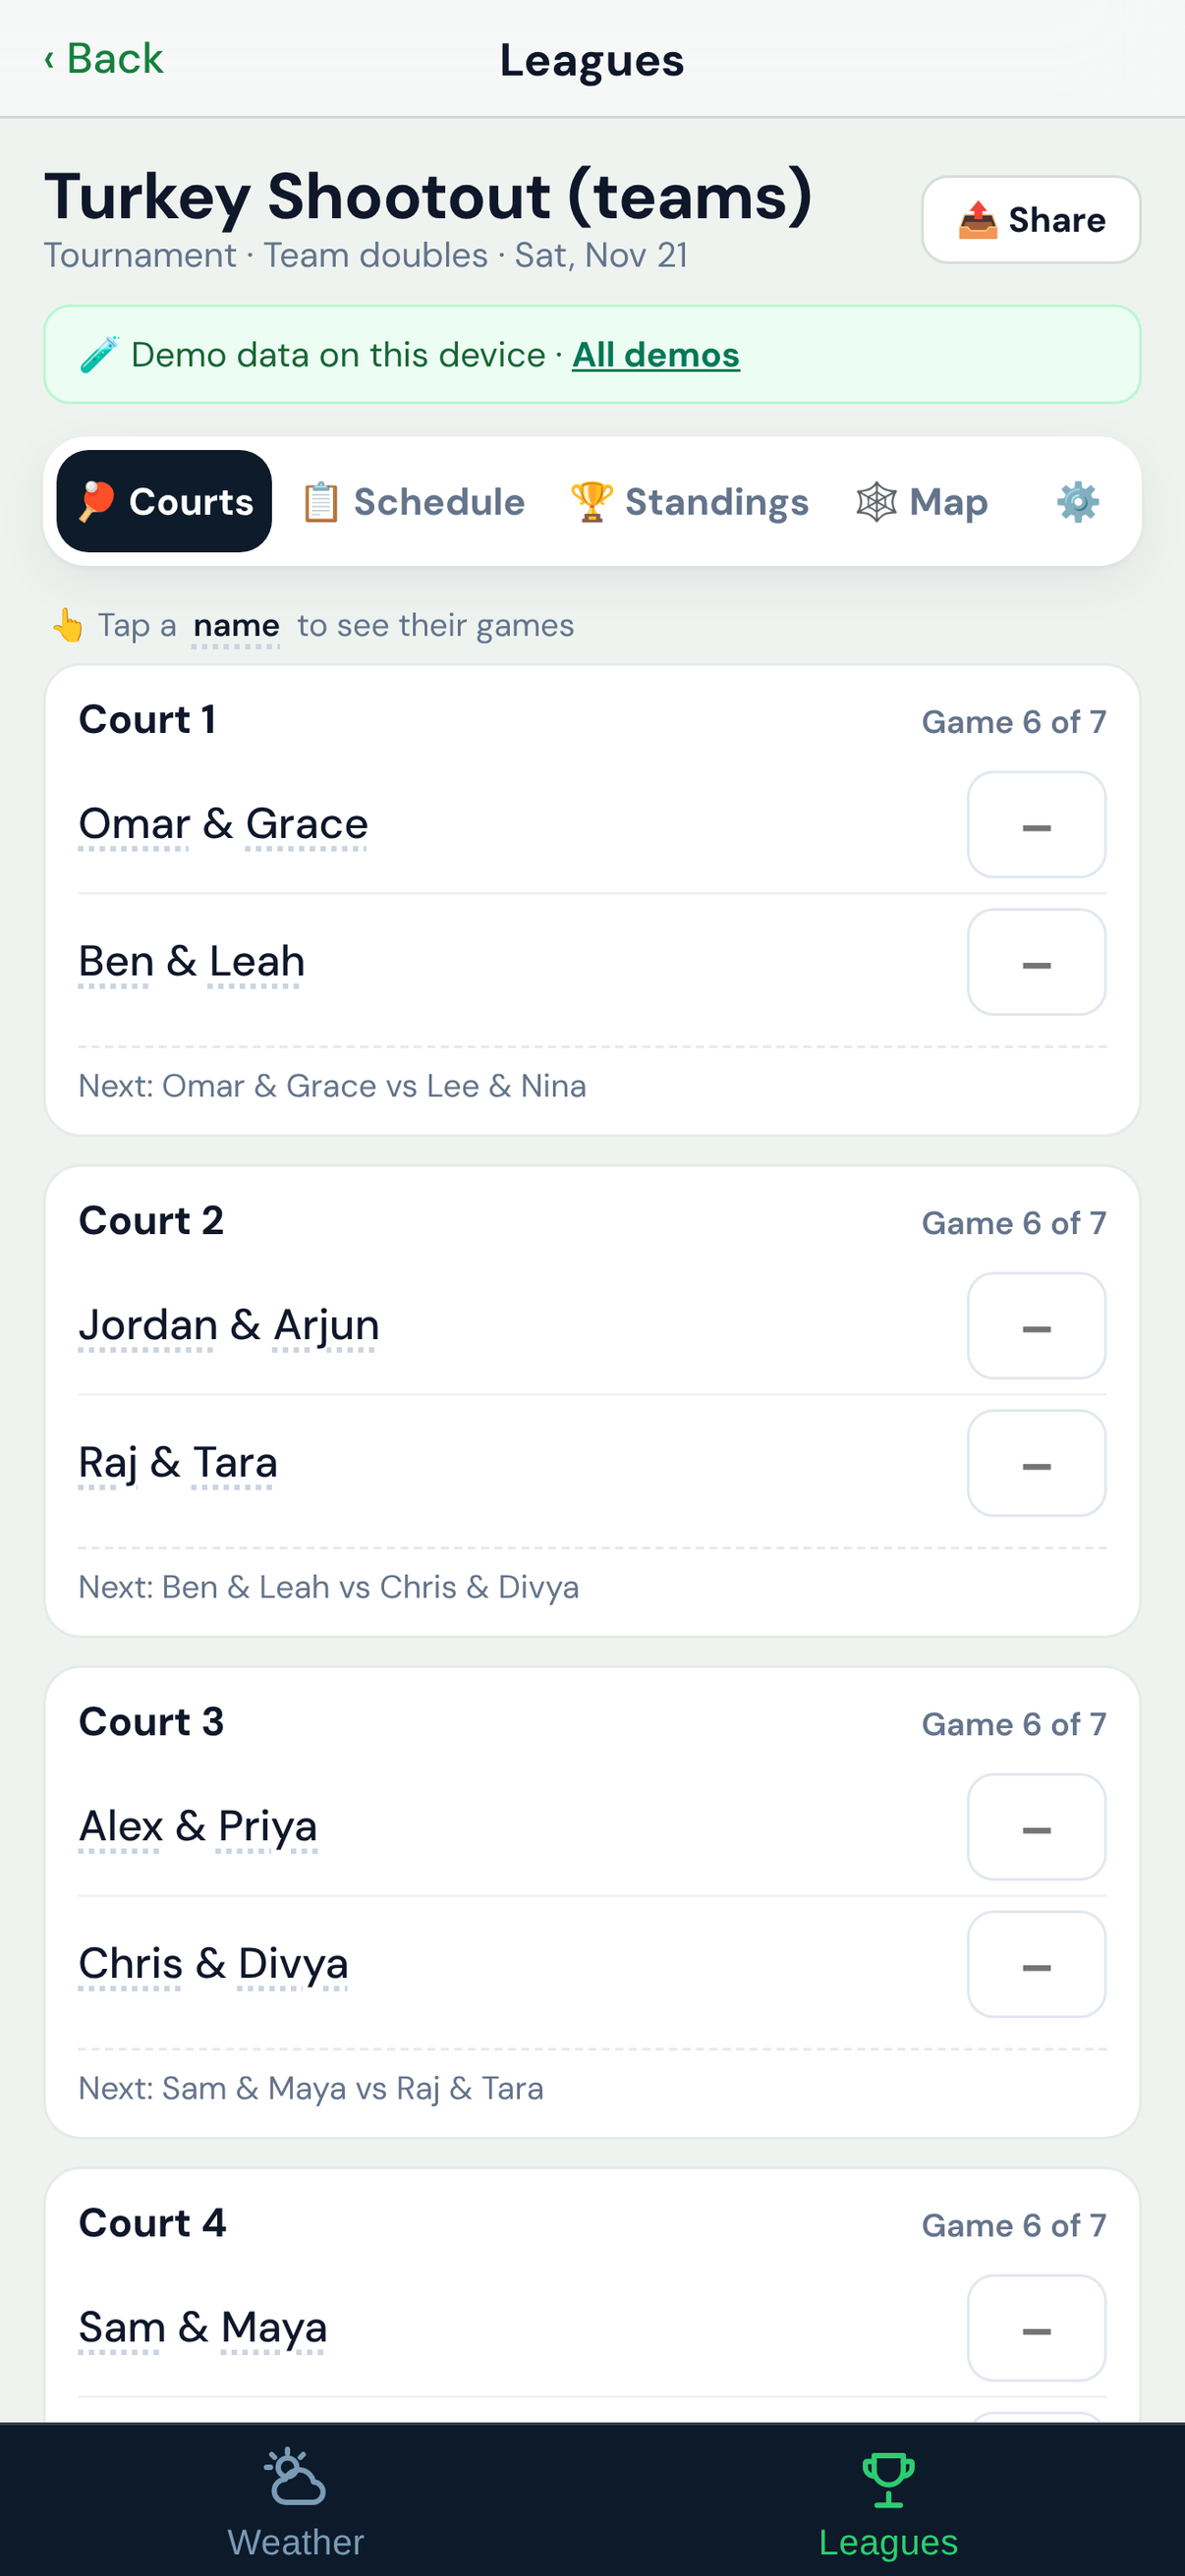 ‹ Back
Leagues
Turkey Shootout (teams)
Share
Tournament · Team doubles · Sat, Nov 21
Demo data on this device · All demos
Courts
Schedule
Standings
Map
Tap a name to see their games
Court 1
Game 6 of 7
Omar & Grace
–
Ben & Leah
–
Next: Omar & Grace vs Lee & Nina
Court 2
Game 6 of 7
Jordan & Arjun
–
Raj & Tara
–
Next: Ben & Leah vs Chris & Divya
Court 3
Game 6 of 7
Alex & Priya
–
Chris & Divya
–
Next: Sam & Maya vs Raj & Tara
Court 4
Game 6 of 7
Sam & Maya
–
Weather
Leagues